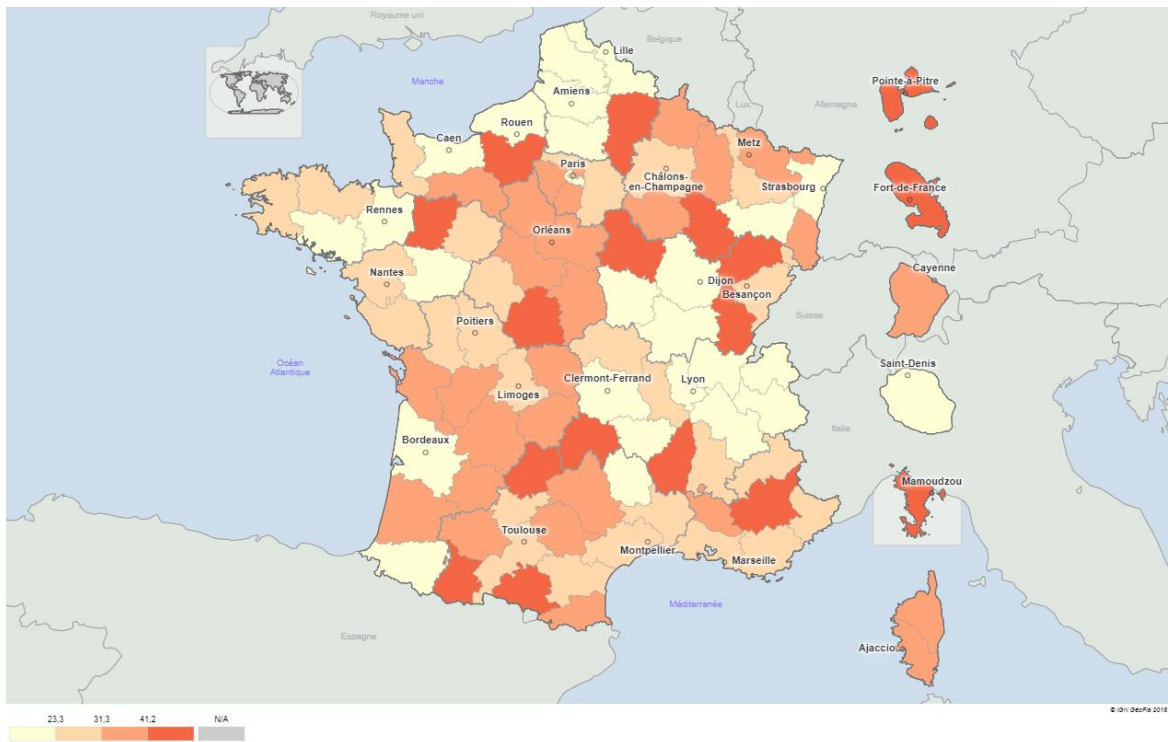 Royaume uni
Belgique
Lille
Manche
Amiens
Pointe-à-Pitre
Lux.
Allemagne
Rouen
Caen
Metz
Paris
Châlons-
en-Champagne
Strasbourg
Fort-de-France
Rennes
Orléans
Cayenne
Nantes
Dijon
Besançon
Suisse
Poitiers
Océan
Atlantique
Saint-Denis
Clermont-Ferrand
Lyon
Limoges
Italie
Bordeaux
Mamoudzou
Toulouse
Montpellier
Marseille
Méditerranée
Espagne
Ajaccio
© IGN GéoFla 2016
23,3 31,3 41,2 N/A